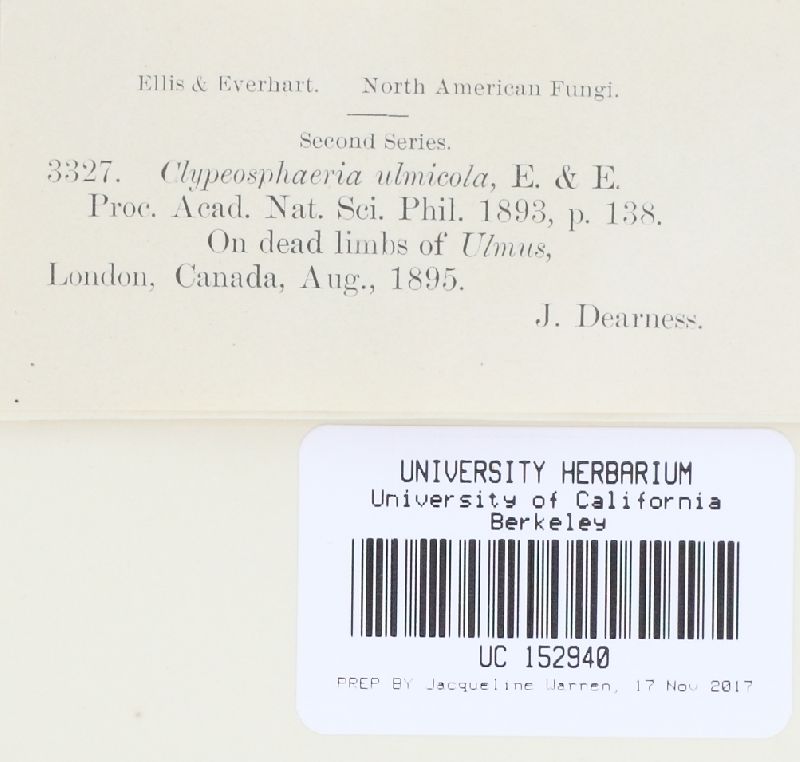 Ellis & Everhart. North American Fungi.
Second Series.
3327. Clypeosphaeria ulmicola, E. & E.
Proc. Acad. Nat. Sci. Phil. 1893, p. 138.
On dead limbs of Ulmus,
London, Canada, Aug., 1895.
J. Dearness.
UNIVERSITY HERBARIUM
University of California
Berkeley
UC 152940
PREP BY Jacqueline Warren, 17 Nov 2017